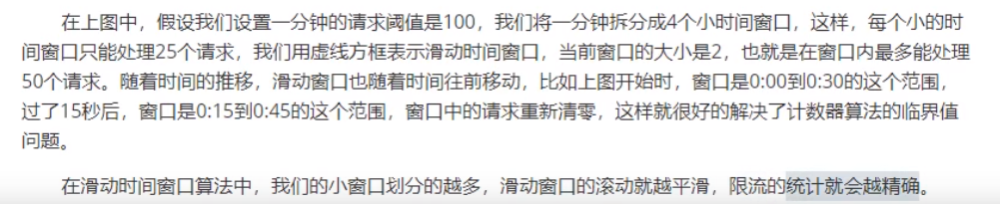 在上图中，假设我们设置一分钟的请求阈值是100，我们将一分钟拆分成4个小时间窗口，这样，每个小的时
间窗口只能处理25个请求，我们用虚线方框表示滑动时间窗口，当前窗口的大小是2，也就是在窗口内最多能处理
50个请求。随着时间的推移，滑动窗口也随着时间往前移动，比如上图开始时，窗口是0:00到0:30的这个范围，
过了15秒后，窗口是0:15到0:45的这个范围，窗口中的请求重新清零，这样就很好的解决了计数器算法的临界值
问题。
在滑动时间窗口算法中，我们的小窗口划分的越多，滑动窗口的滚动就越平滑，限流的统计就会越精确。